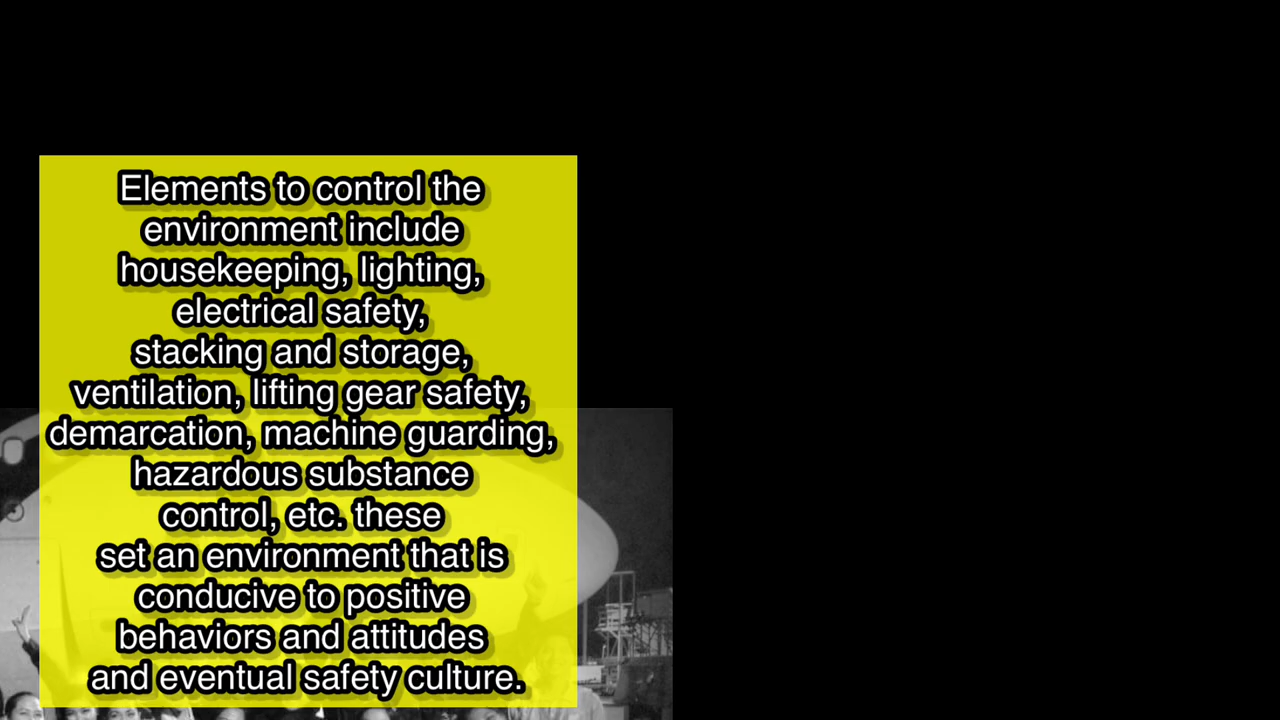 Elements to control the
environment include
housekeeping, lighting,
electrical safety,
stacking and storage,
ventilation, lifting gear safety,
demarcation, machine guarding,
hazardous substance
control, etc. these
set an environment that is
conducive to positive
behaviors and attitudes
and eventual safety culture.